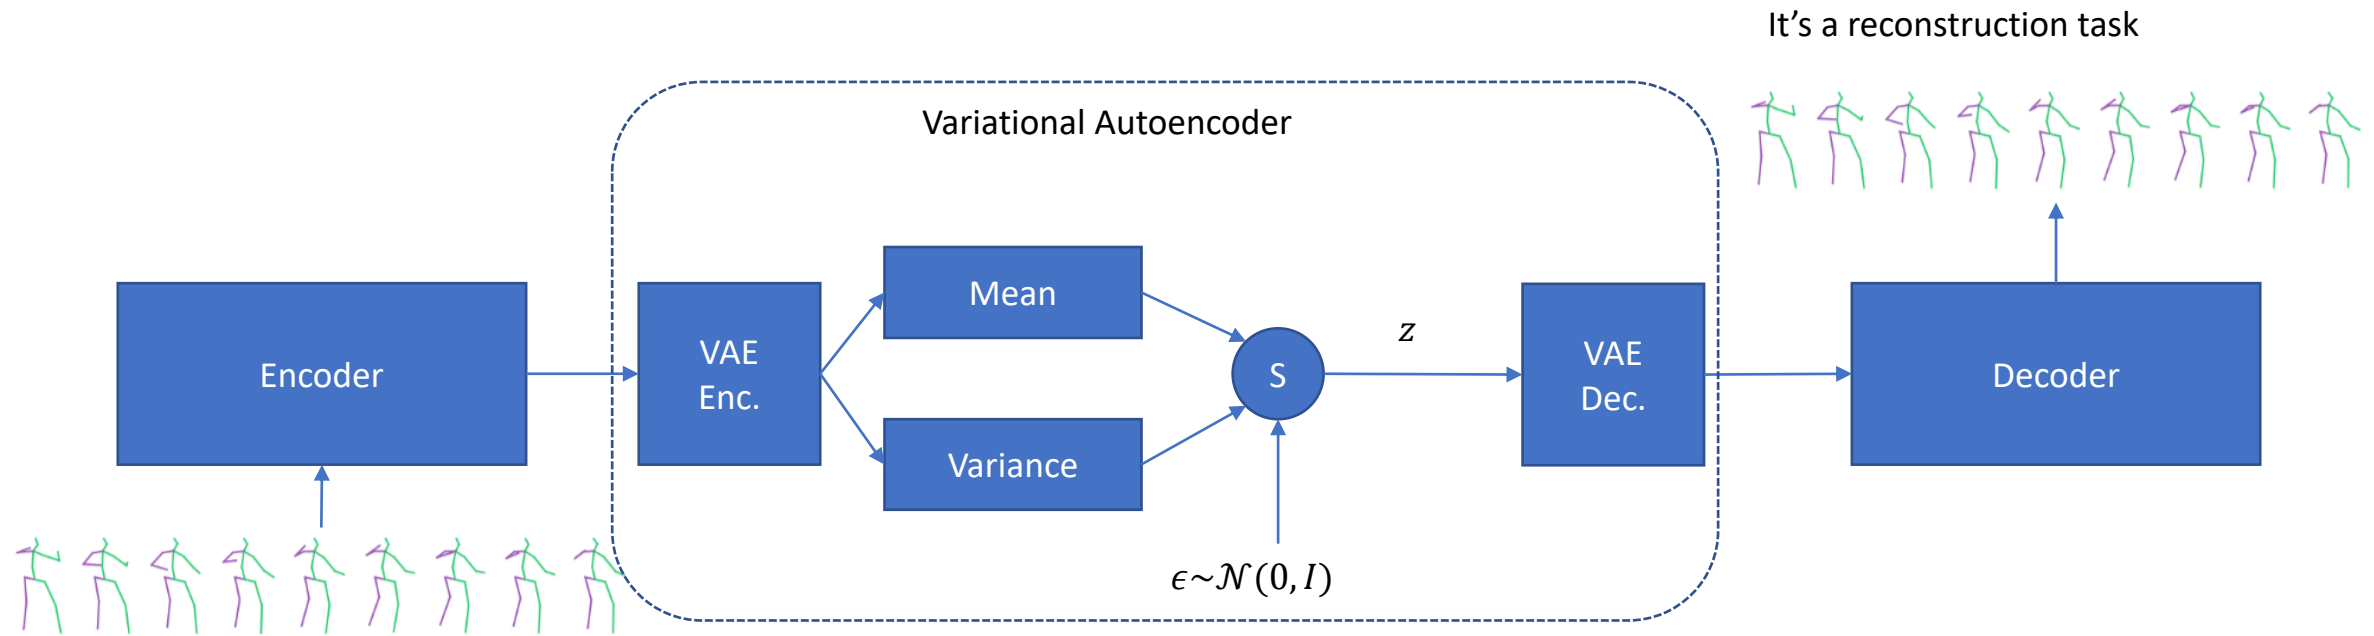 It's a reconstruction task
Variational Autoencoder
Encoder
VAE
Enc.
Mean
Variance
S
z
ϵ~𝒩(0, I)
VAE
Dec.
Decoder